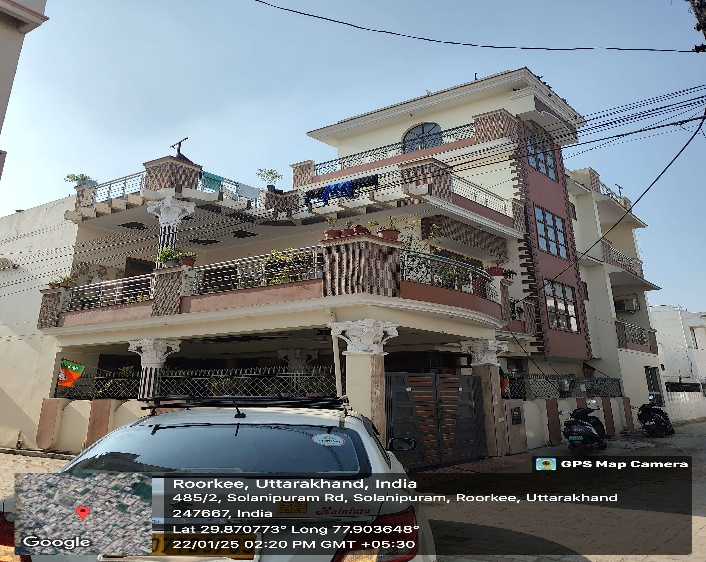 GPS Map Camera
Roorkee, Uttarakhand, India
485/2, Solanipuram Rd, Solanipuram, Roorkee, Uttarakhand
247667, India
Lat 29.870773° Long 77.903648°
22/01/25 02:20 PM GMT +05:30
Google